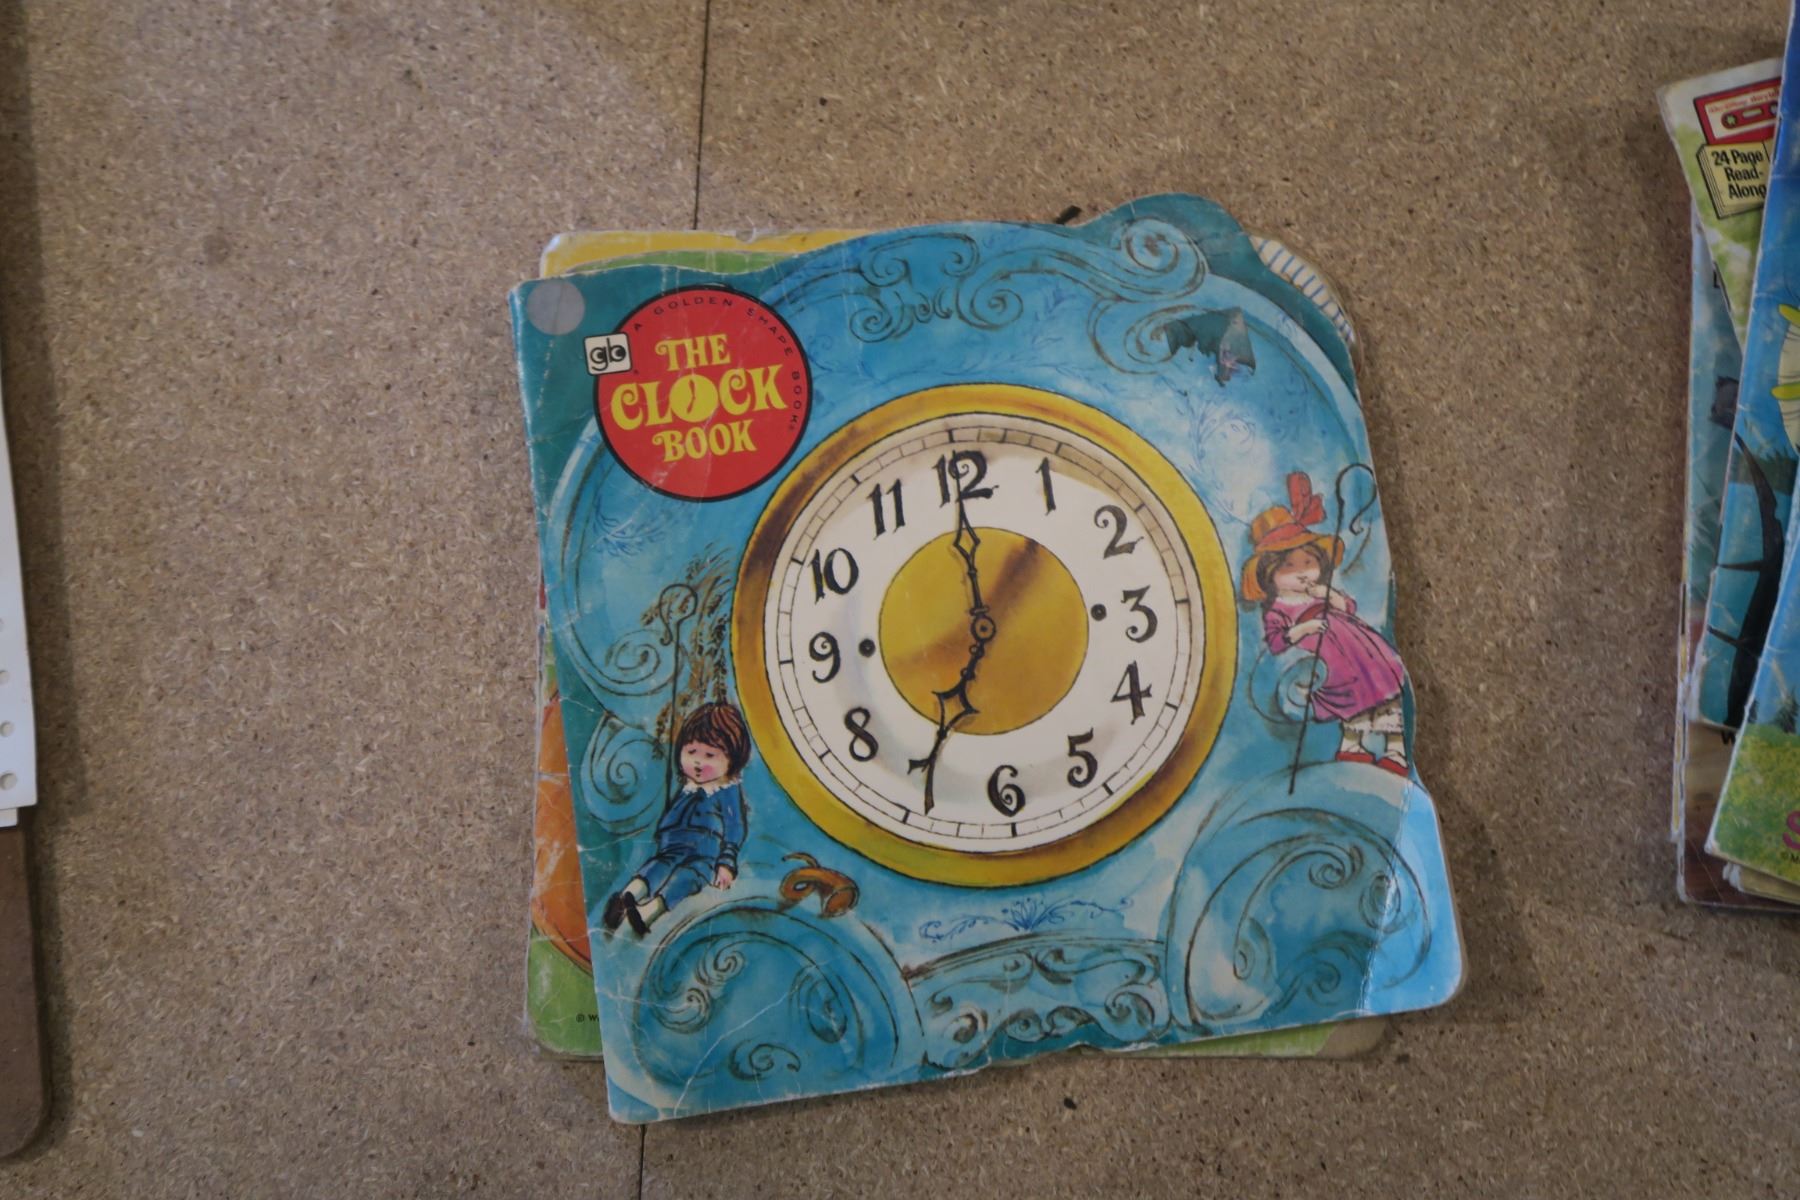 A GOLDEN SHAPE BOOK
gb
THE
CLOCK
BOOK
12
1
2
3
4
5
6
7
8
9
10
11
24 Page
Read-
Along